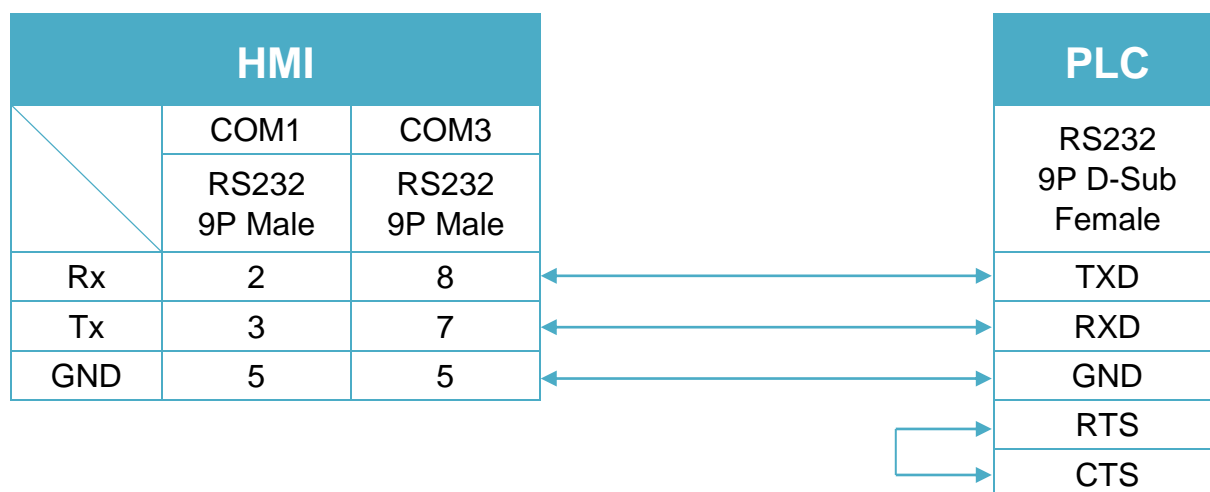 HMI
PLC
COM1 COM3
RS232
9P Male
RS232
9P Male
RS232
9P D-Sub
Female
Rx 2 8 TXD
Tx 3 7 RXD
GND 5 5 GND
RTS
CTS